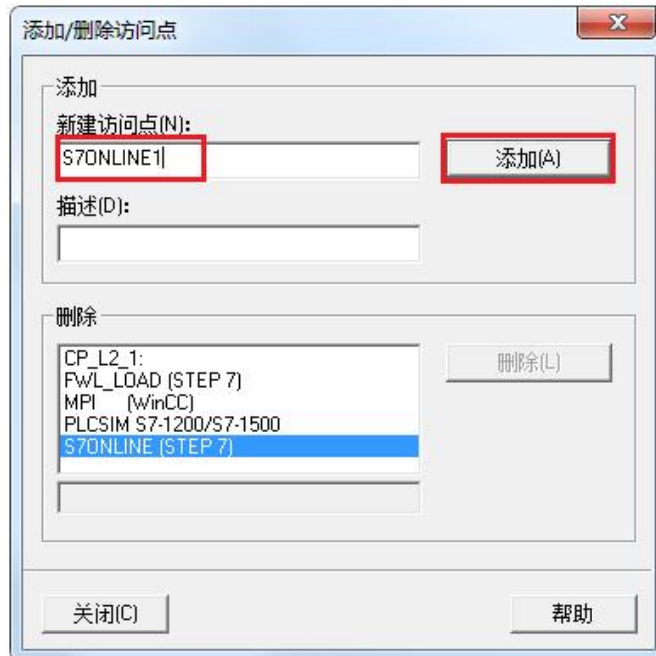 添加/删除访问点
添加
新建访问点(N):
S7ONLINE1
添加(A)
描述(D):
删除
CP_L2_1:
FWL_LOAD (STEP 7)
MPI (WinCC)
PLCSIM S7-1200/S7-1500
S7ONLINE (STEP 7)
删除(L)
关闭(C)
帮助